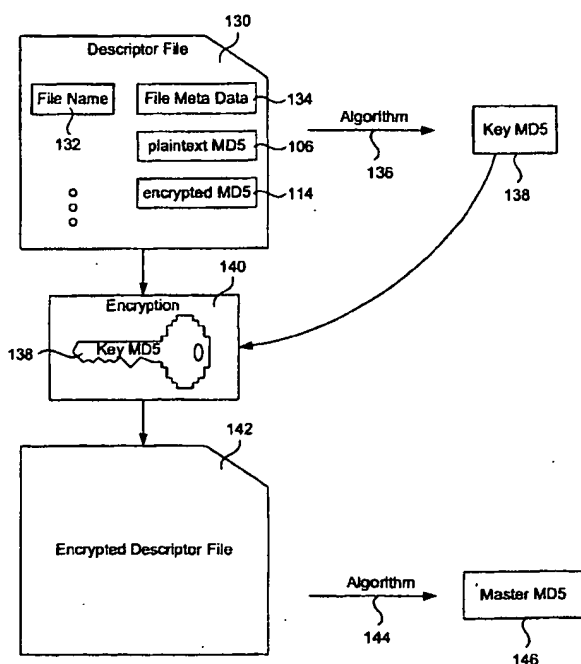 130
Descriptor File
File Name
File Meta Data
132
134
Algorithm
136
plaintext MD5
106
Key MD5
138
encrypted MD5
114
140
Encryption
138
Key MD5
142
Encrypted Descriptor File
Algorithm
144
Master MD5
146